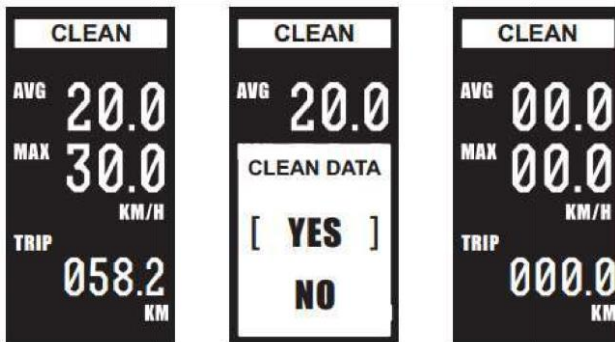 CLEAN
AVG 20.0
MAX 30.0
KM/H
TRIP
058.2
KM
CLEAN
AVG 20.0
CLEAN DATA
[ YES ]
NO
CLEAN
AVG 00.0
MAX 00.0
KM/H
TRIP
000.0
KM